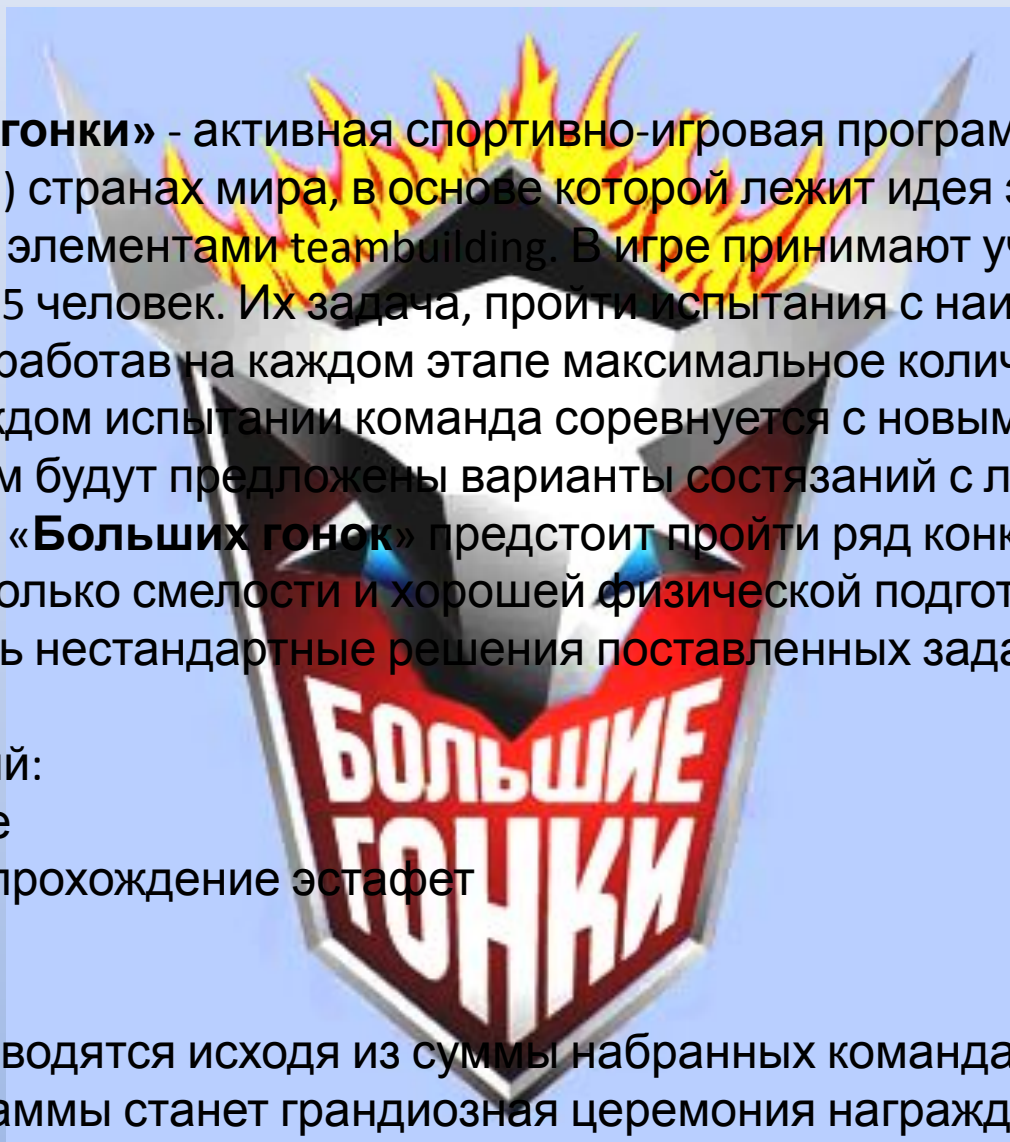 гонки» - активная спортивно-игровая програм
) странах мира, в основе которой лежит идея э
элементами teambuilding. В игре принимают уч
5 человек. Их задача, пройти испытания с наи
работав на каждом этапе максимальное колич
ждом испытании команда соревнуется с новым
м будут предложены варианты состязаний с л
«Больших гонок» предстоит пройти ряд конк
олько смелости и хорошей физической подгот
ь нестандартные решения поставленных зада
ий:
е
прохождение эстафет
БОЛЬШИЕ
ГОНКИ
водятся исходя из суммы набранных команда
аммы станет грандиозная церемония награжд